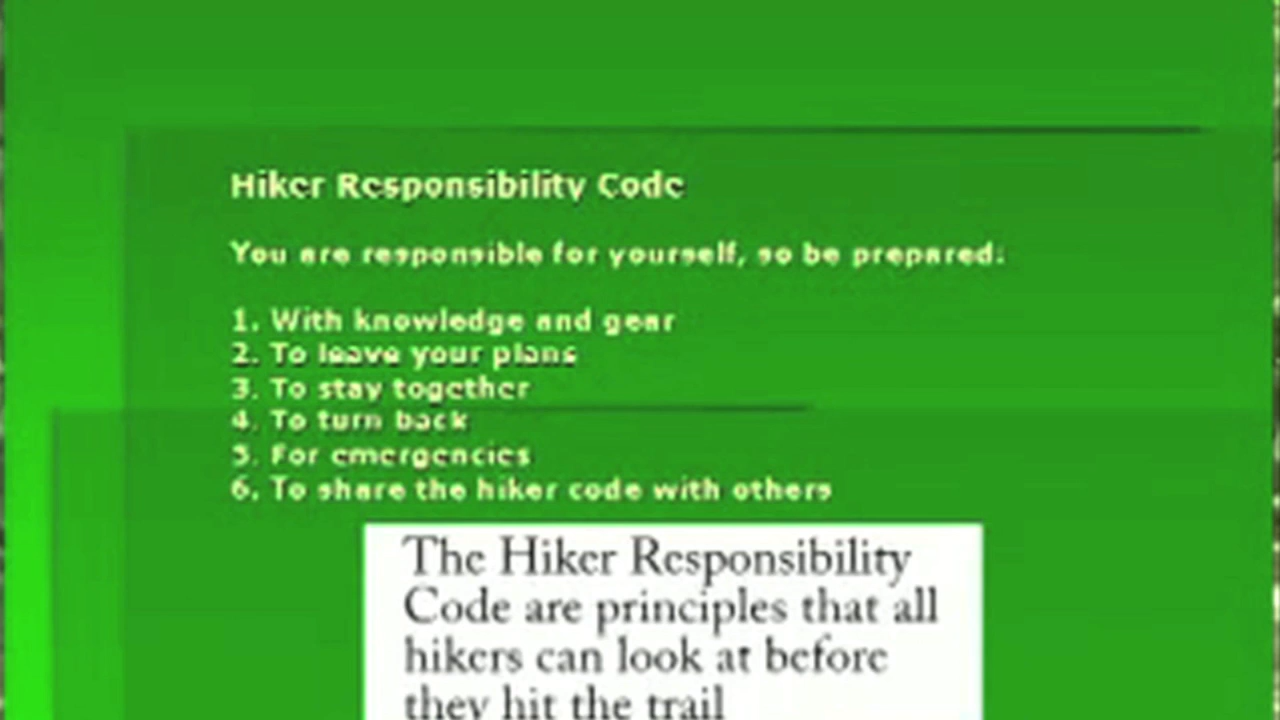 Hiker Responsibility Code
You are responsible for yourself, so be prepared:
1. With knowledge and gear
2. To leave your plans
3. To stay together
4. To turn back
5. For emergencies
6. To share the hiker code with others
The Hiker Responsibility
Code are principles that all
hikers can look at before
they hit the trail